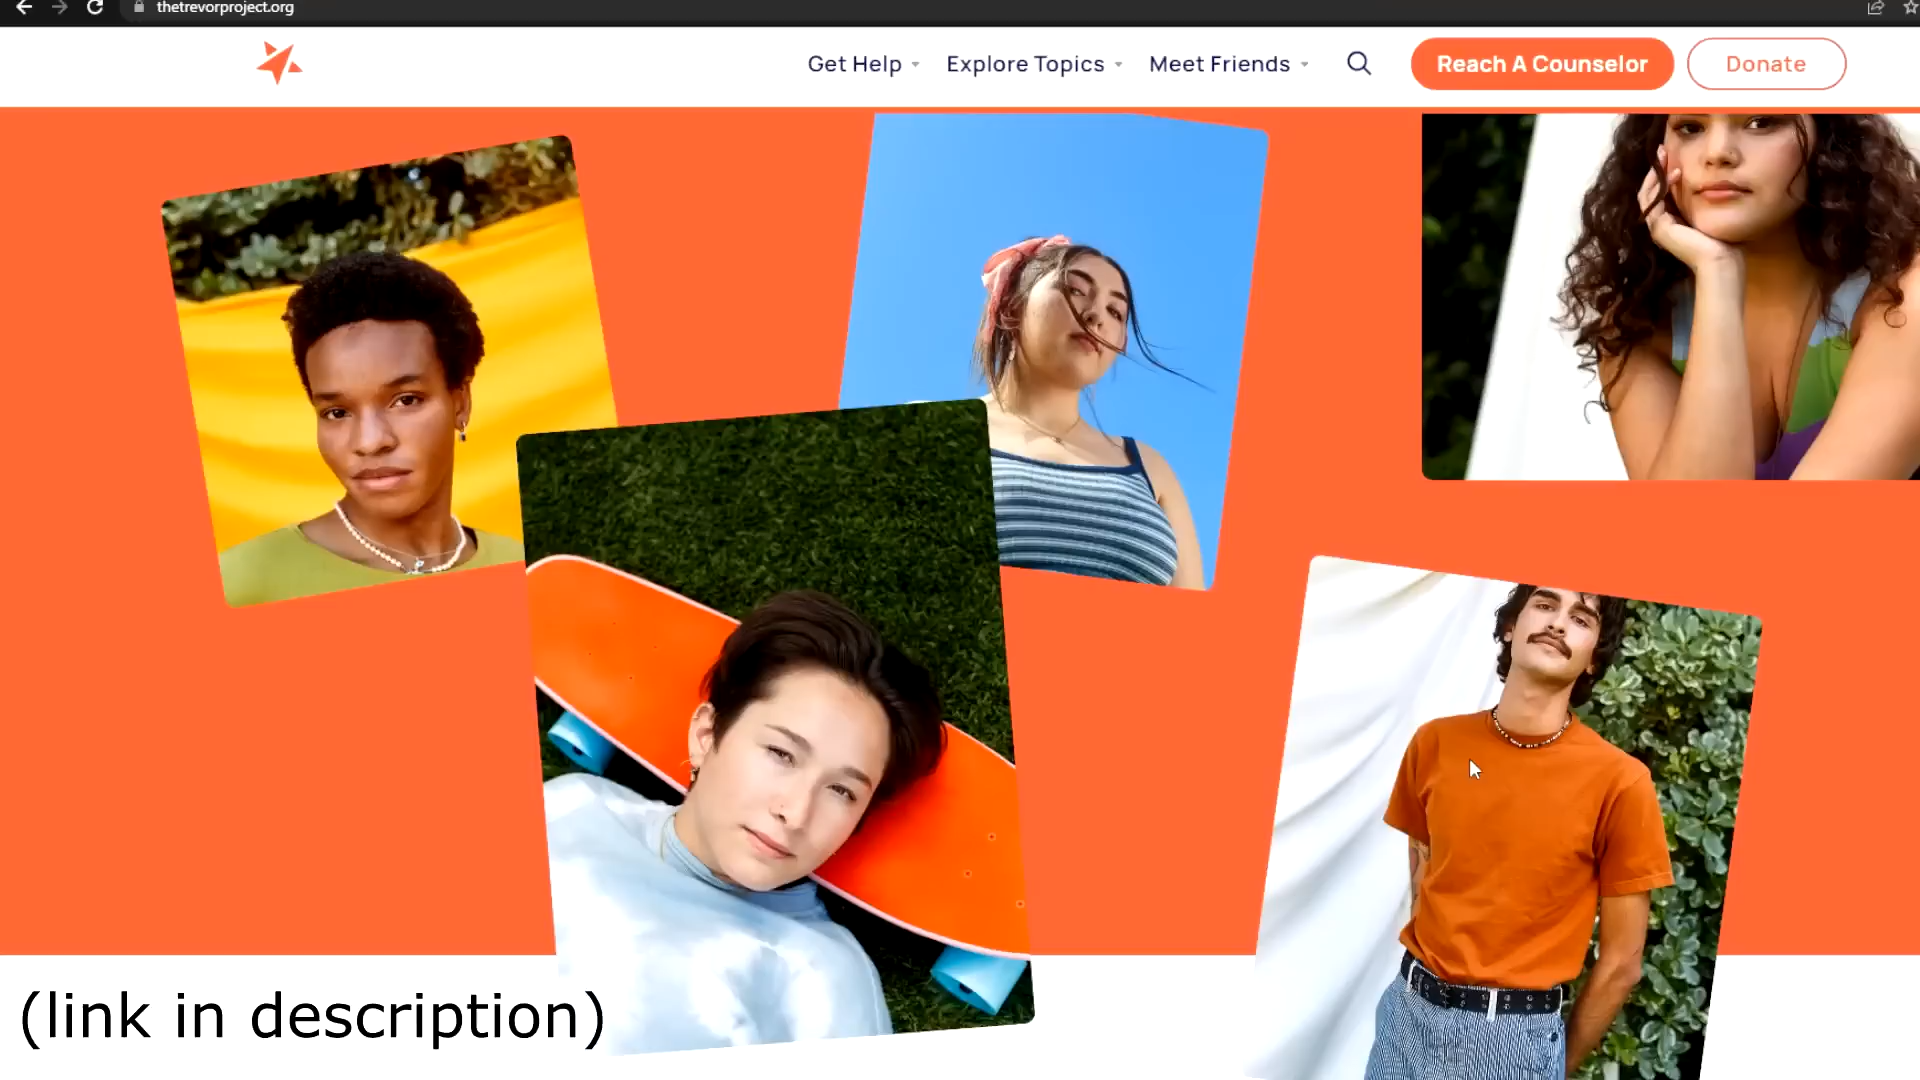 thetrevorproject.org
Get Help
Explore Topics
Meet Friends
Reach A Counselor
Donate
(link in description)